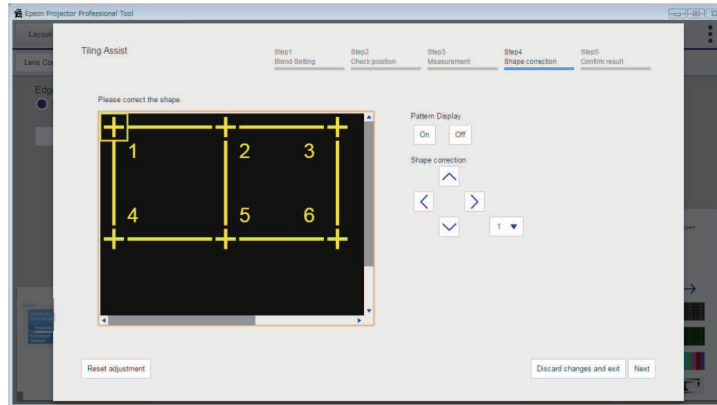 Epson Projector Professional Tool
Tiling Assist
Step1 Step2 Step3 Step4 Step5
Blend Setting Check position Measurement Shape correction Confirm result
Please correct the shape.
Pattern Display
On Off
Shape correction
1 2 3
4 5 6
1
Reset adjustment
Discard changes and exit Next